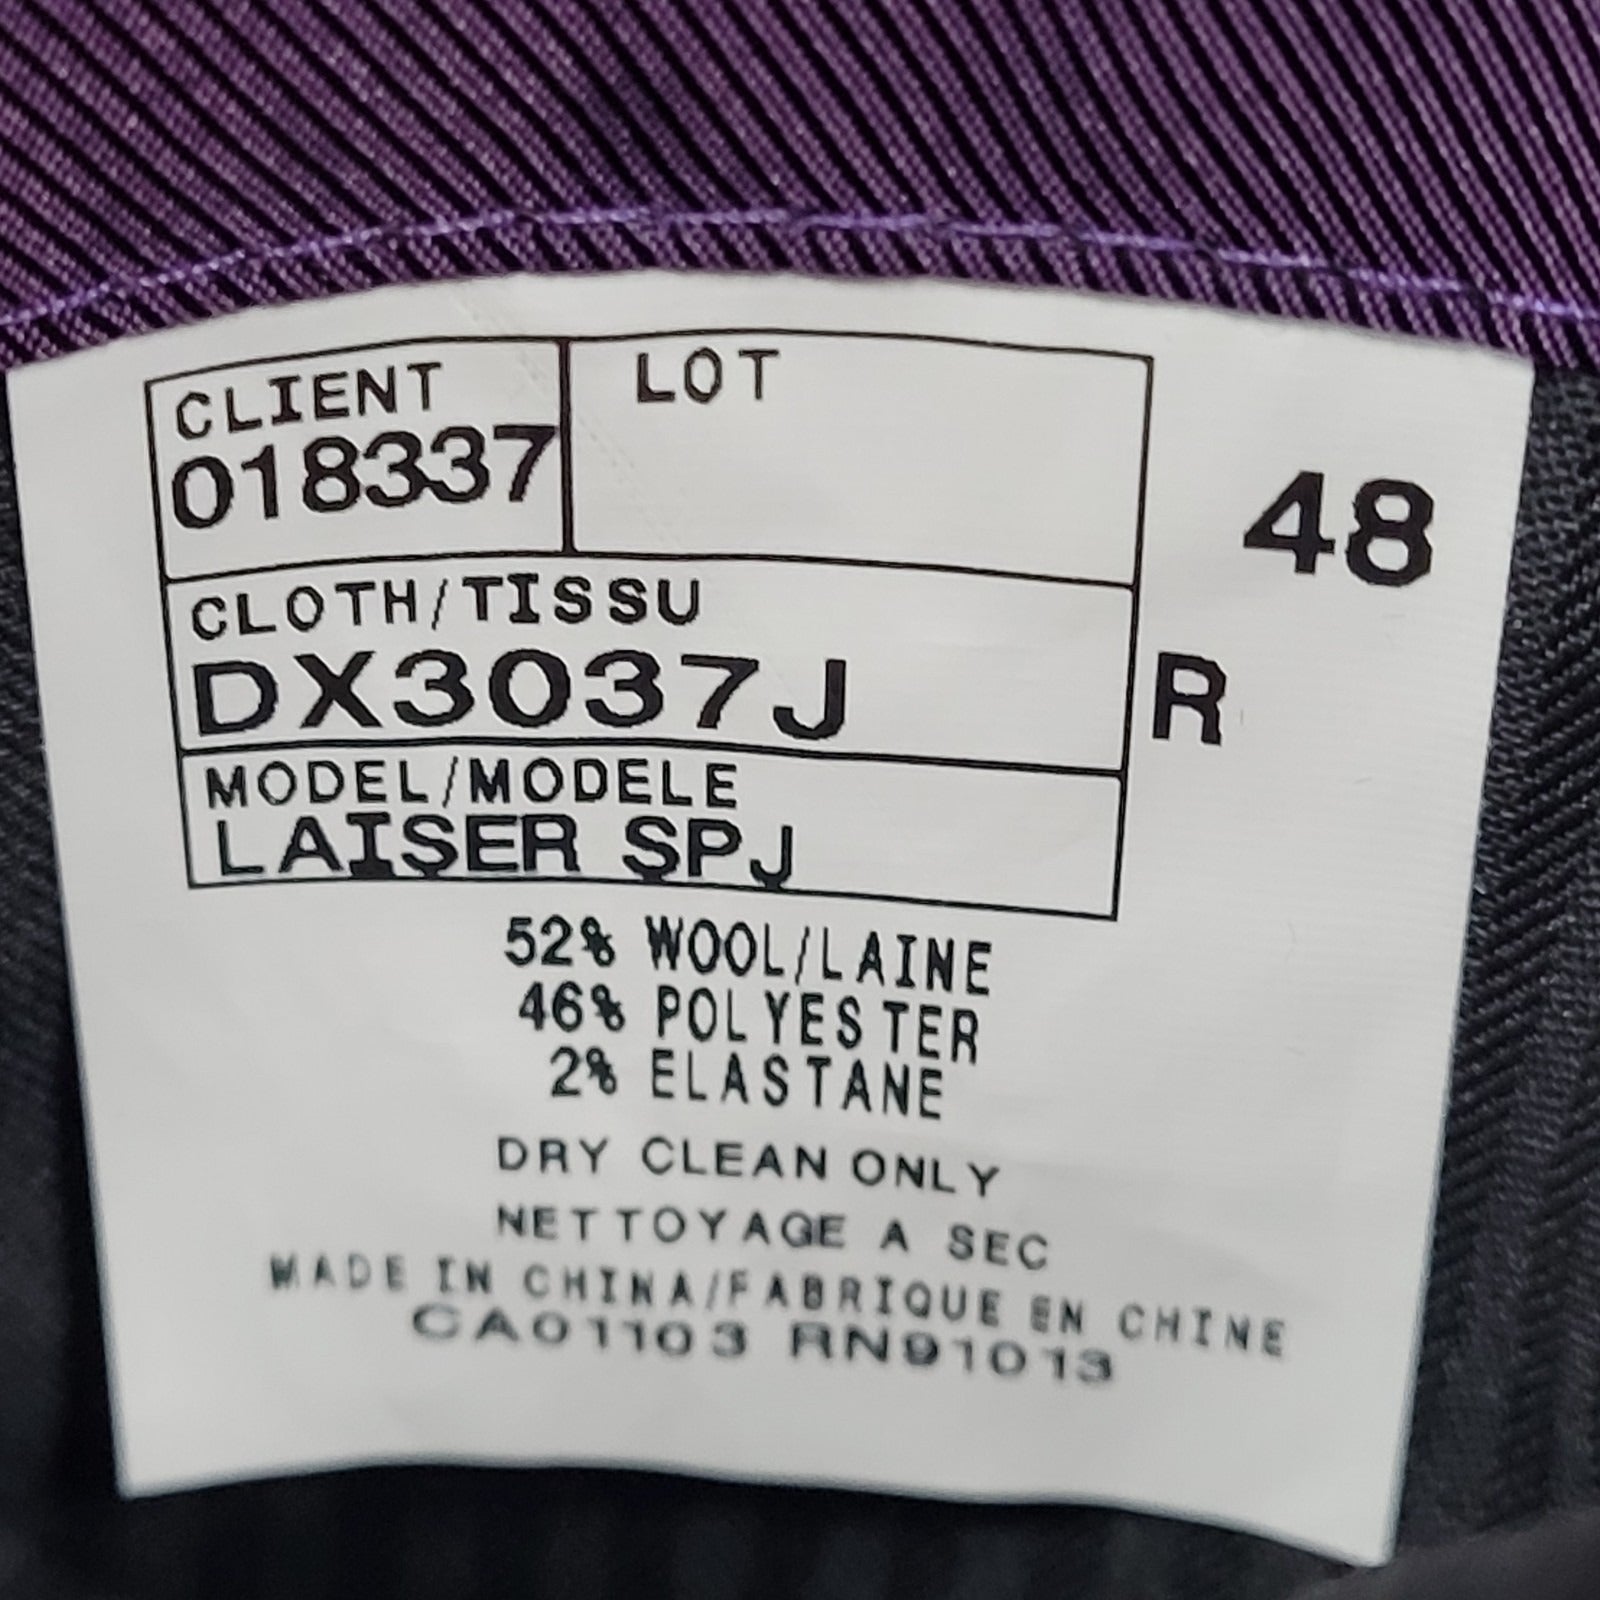 CLIENT LOT
018337
48
CLOTH/TISSU
DX3037J
R
MODEL/MODELE
LAISER SPJ
52% WOOL/LAINE
46% POLYESTER
2% ELASTANE
DRY CLEAN ONLY
NETTOYAGE A SEC
MADE IN CHINA/FABRIQUE EN CHINE
CA01103 RN91013